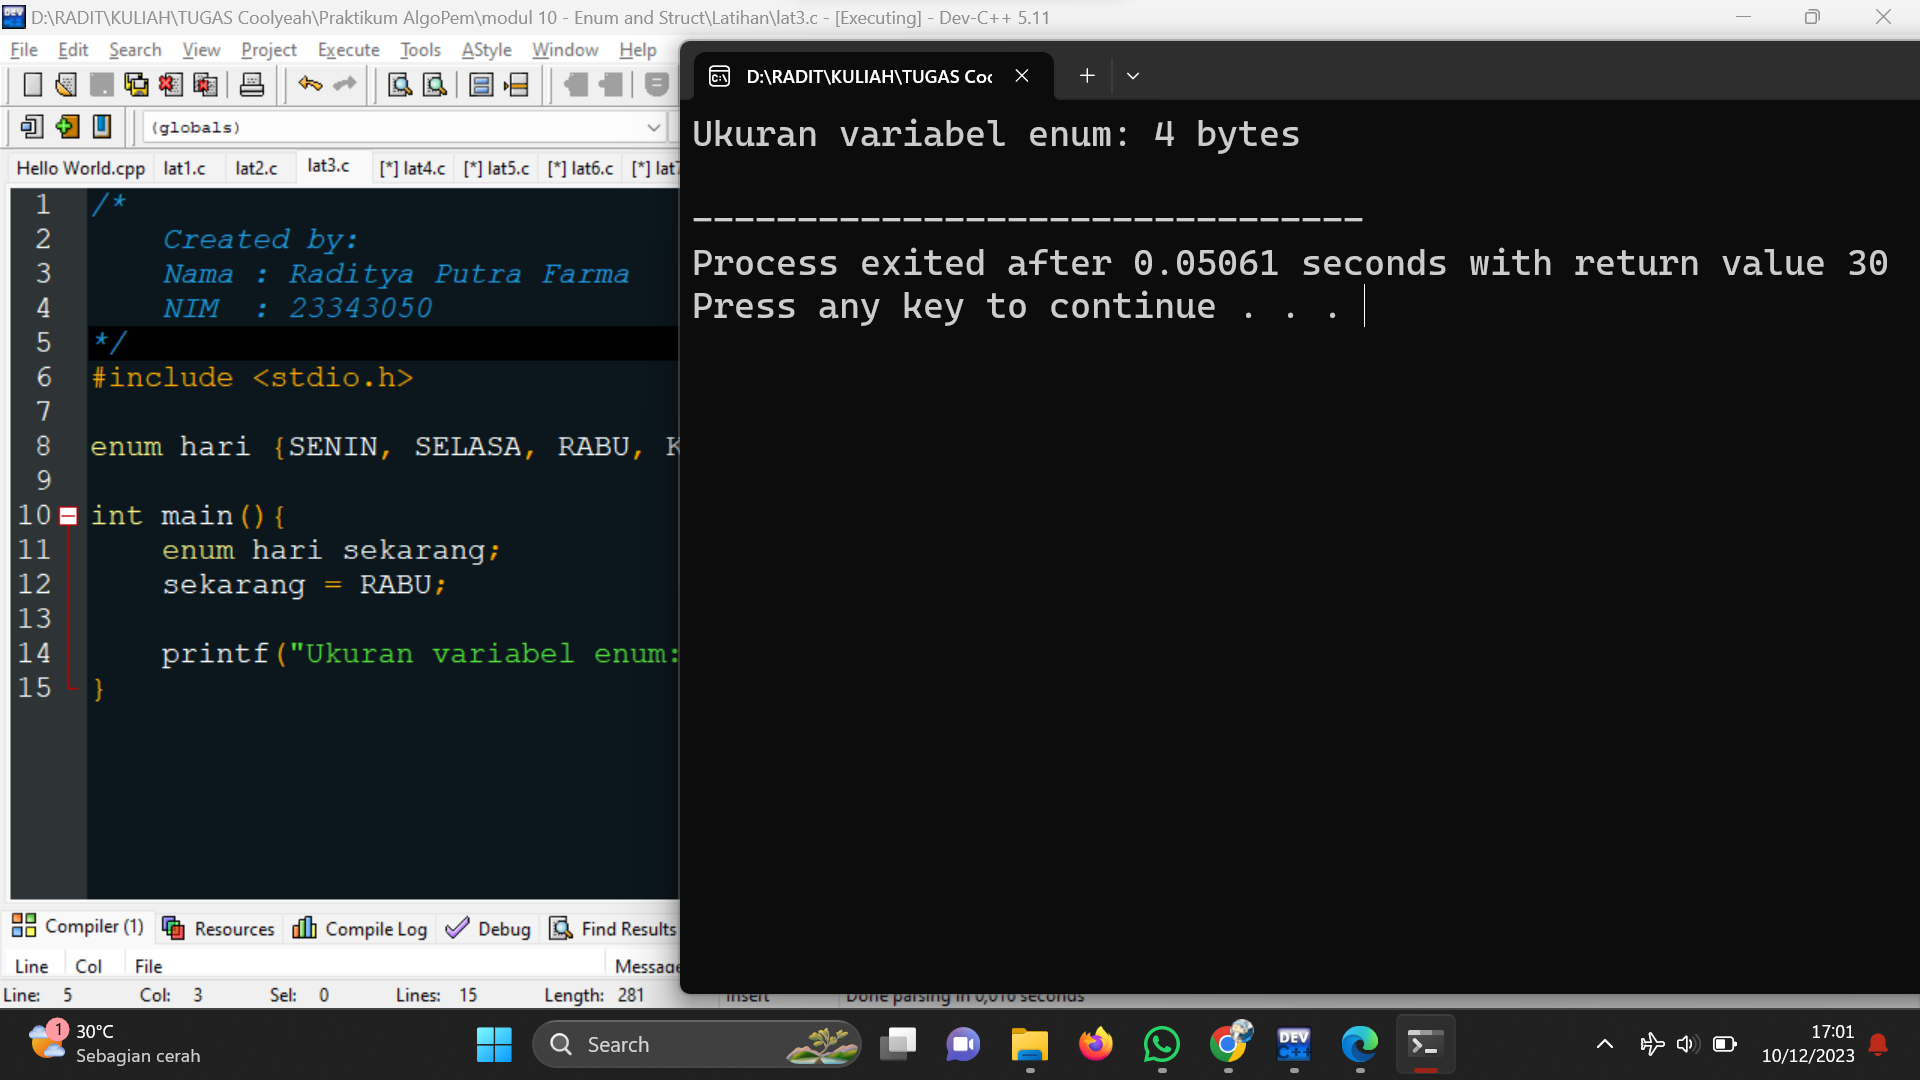 D:\RADIT\KULIAH\TUGAS Coolyeah\Praktikum AlgoPem\modul 10 - Enum and Struct\Latihan\lat3.c - [Executing] - Dev-C++ 5.11
File Edit Search View Project Execute Tools AStyle Window Help
D:\RADIT\KULIAH\TUGAS Coc
(globals)
Hello World.cpp lat1.c lat2.c lat3.c [*] lat4.c [*] lat5.c [*] lat6.c [*] lat7
1 /*
2 Created by:
3 Nama : Raditya Putra Farma
4 NIM : 23343050
5 */
6 #include <stdio.h>
7
8 enum hari {SENIN, SELASA, RABU, K
9
10 int main(){
11 enum hari sekarang;
12 sekarang = RABU;
13
14 printf("Ukuran variabel enum:
15 }
Ukuran variabel enum: 4 bytes
--------------------------------
Process exited after 0.05061 seconds with return value 30
Press any key to continue . . .
Compiler (1) Resources Compile Log Debug Find Results
Line Col File Message
Line: 5 Col: 3 Sel: 0 Lines: 15 Length: 281 Insert Done parsing in 0,016 seconds
1 30°C
Sebagian cerah
Search
DEV C++
17:01
10/12/2023